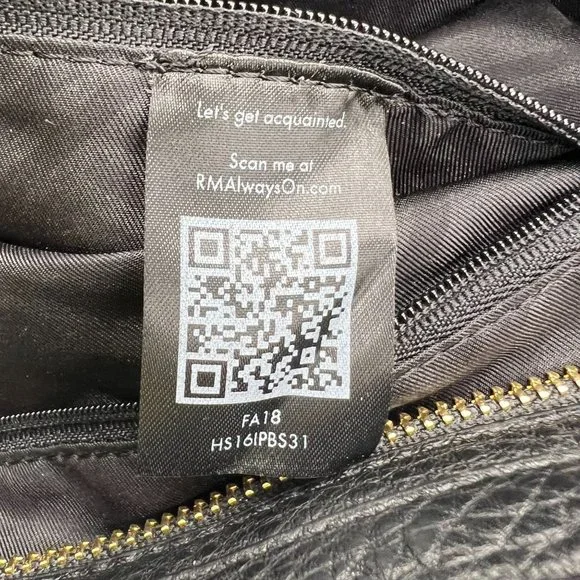 Let's get acquainted.
Scan me at
RMAlwaysOn.com
FA18
HS16IPBS31